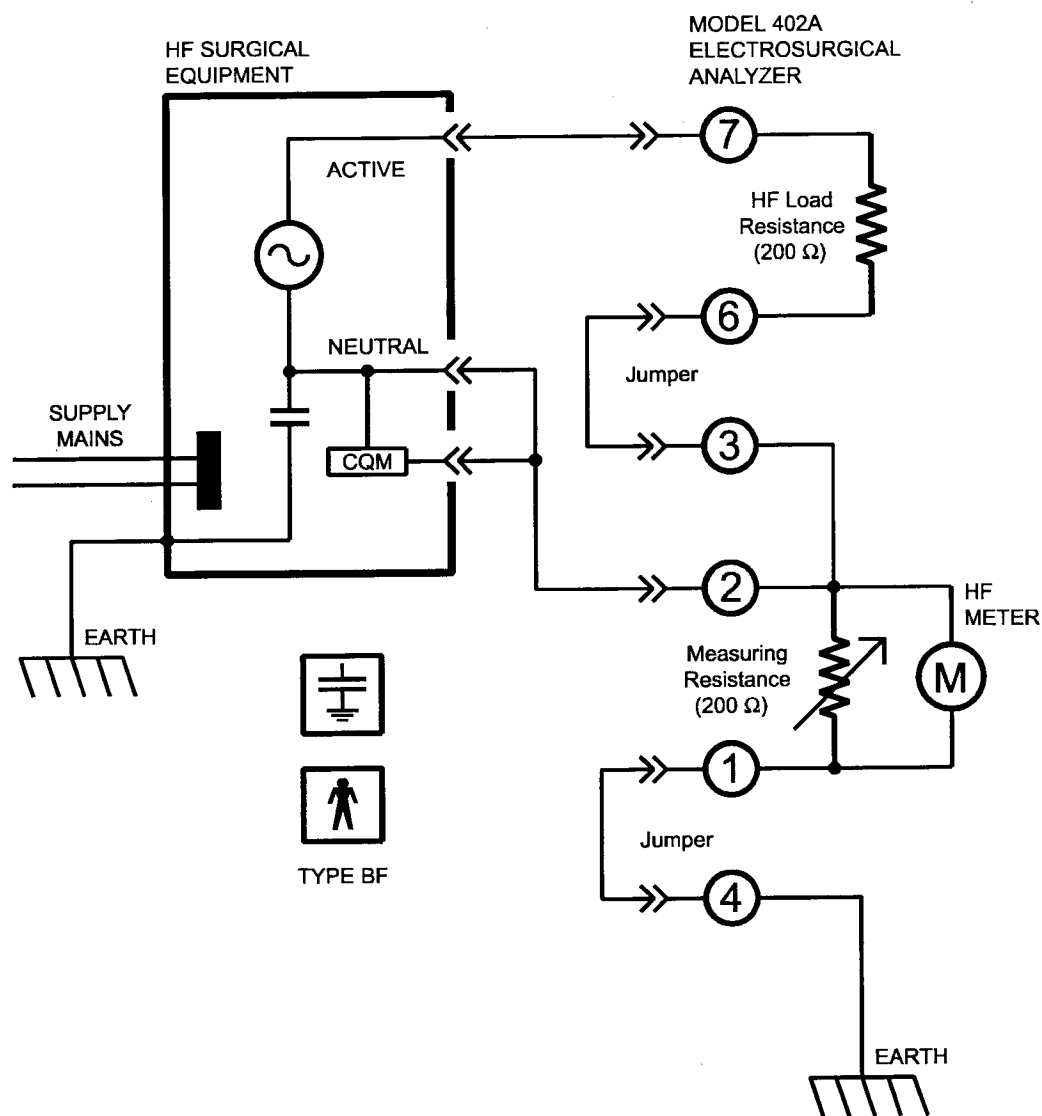 MODEL 402A
ELECTROSURGICAL
ANALYZER
HF SURGICAL
EQUIPMENT
7
ACTIVE
HF Load
Resistance
(200 Ω)
6
NEUTRAL
Jumper
SUPPLY
MAINS
3
CQM
2
HF
METER
EARTH
Measuring
Resistance
(200 Ω)
M
1
Jumper
TYPE BF
4
EARTH